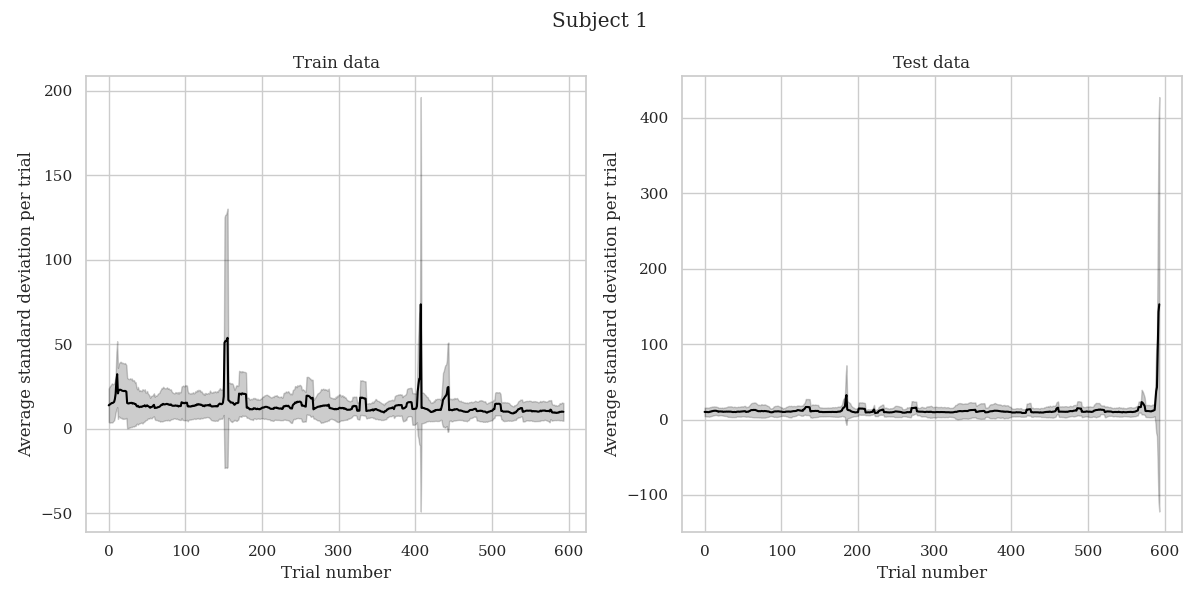 Subject 1
Train data
Average standard deviation per trial
200
150
100
50
0
−50
0 100 200 300 400 500 600
Trial number
Test data
Average standard deviation per trial
400
300
200
100
0
−100
0 100 200 300 400 500 600
Trial number